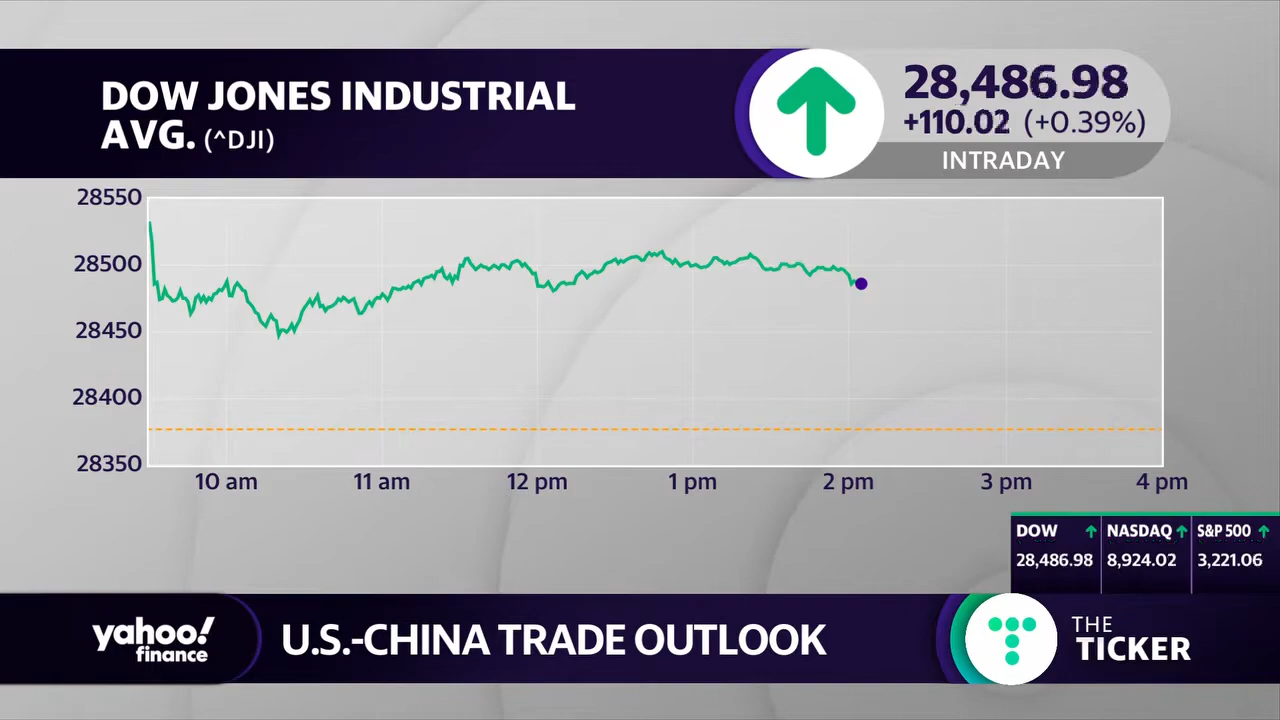 DOW JONES INDUSTRIAL
AVG. (^DJI)
28,486.98
+110.02 (+0.39%)
INTRADAY
28550
28500
28450
28400
28350
10 am 11 am 12 pm 1 pm 2 pm 3 pm 4 pm
DOW NASDAQ S&P 500
28,486.98 8,924.02 3,221.06
yahoo!
finance
U.S.-CHINA TRADE OUTLOOK
THE
TICKER